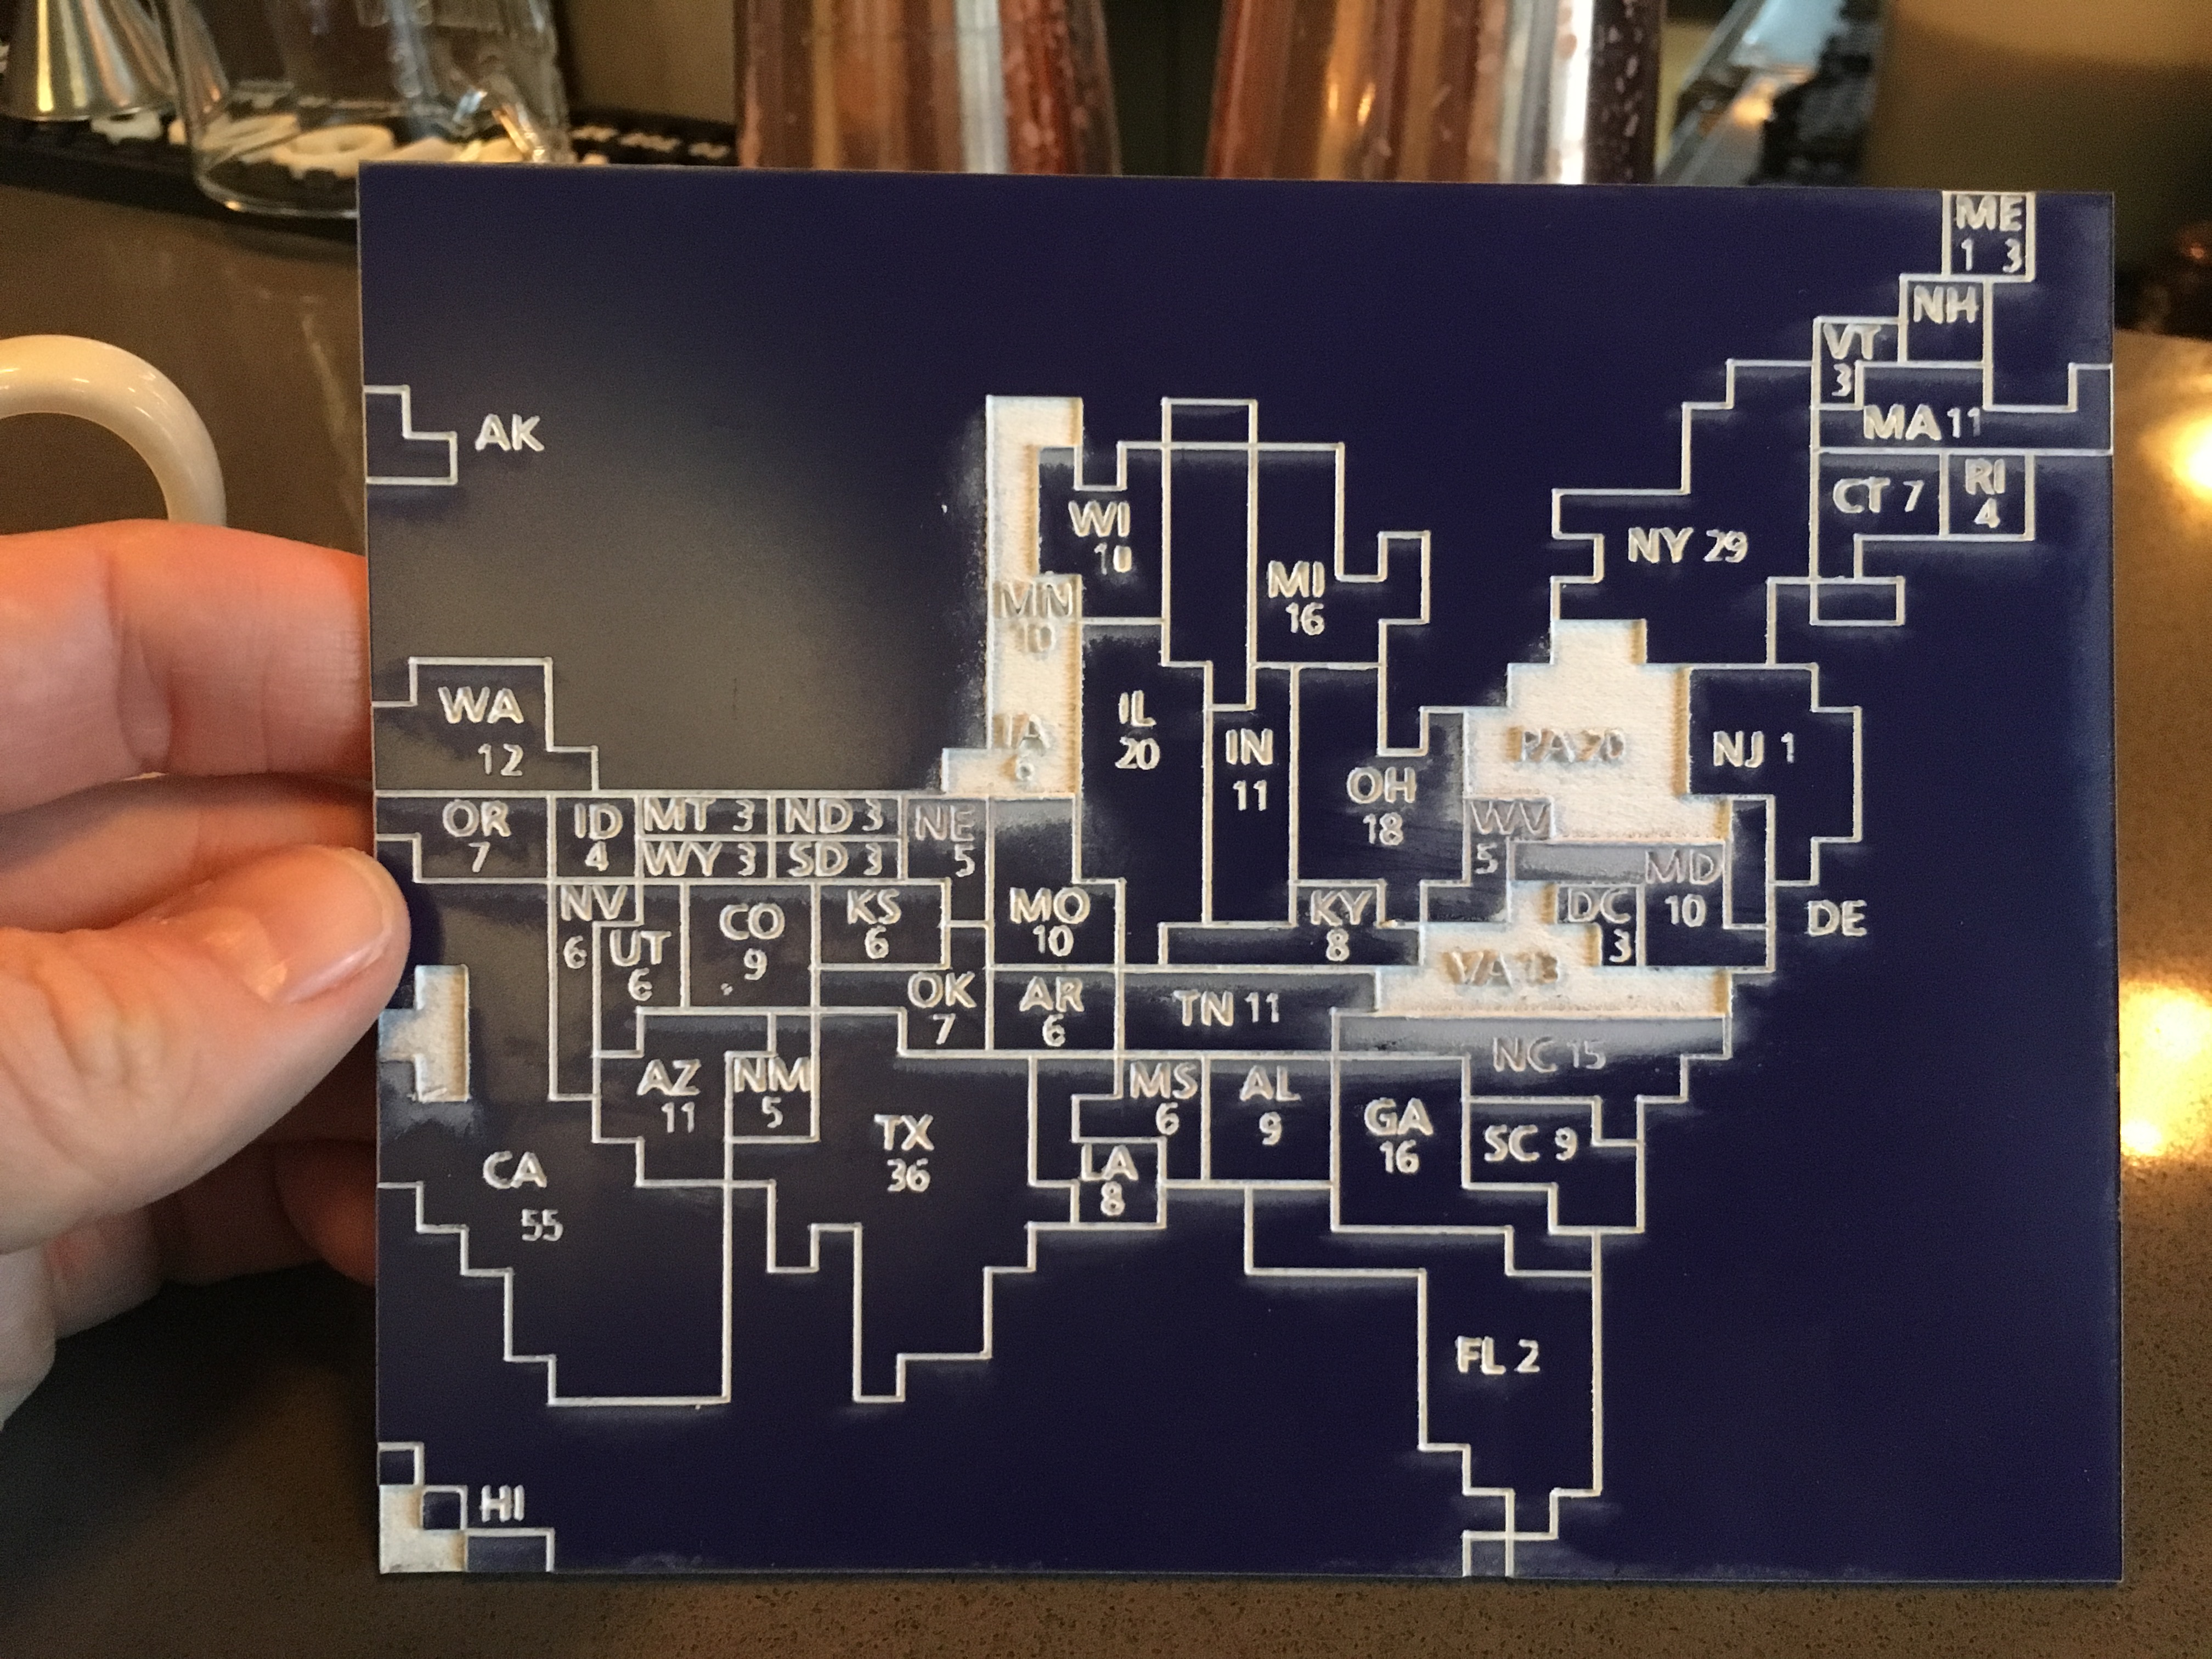 ME
1 3
NH
VT
3
AK
MA 11
WI
10
CT 7
RI
4
NY 29
MI
16
MN
10
WA
12
IL
20
IA
6
IN
11
PA 20
NJ 1
OH
18
OR
7
ID
4
MT 3
ND 3
NE
5
WV
5
WY 3
SD 3
MD
10
NV
6
CO
9
KS
6
MO
10
KY
8
DC
3
DE
UT
6
VA 13
OK
7
AR
6
TN 11
NC 15
AZ
11
NM
5
MS
6
AL
9
TX
36
GA
16
SC 9
CA
55
LA
8
FL 2
HI